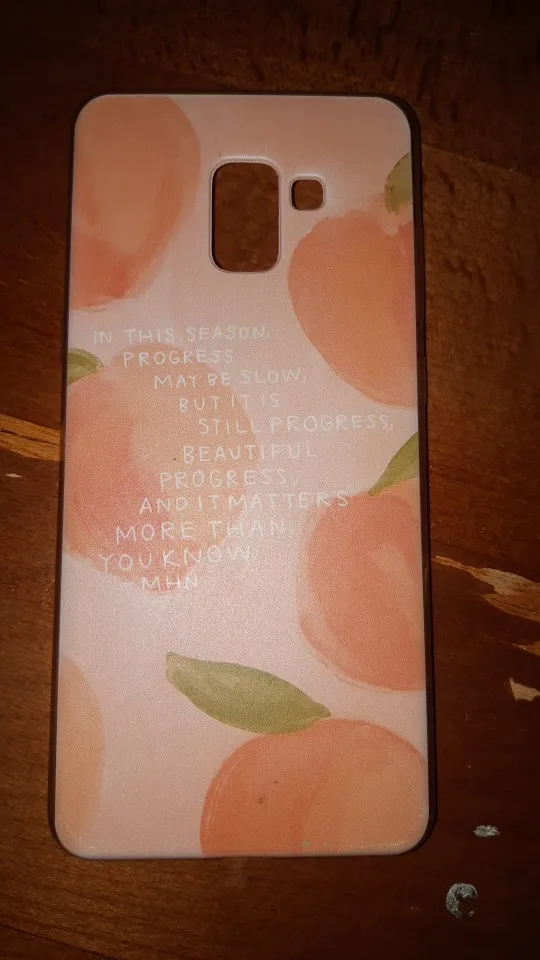 IN THIS SEASON,
PROGRESS
MAY BE SLOW,
BUT IT IS
STILL PROGRESS,
BEAUTIFUL
PROGRESS,
AND IT MATTERS
MORE THAN
YOU KNOW.
MHN